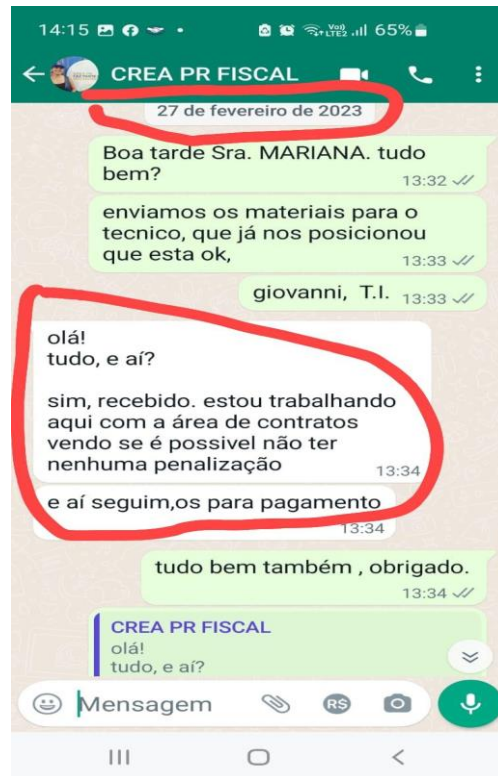 14:15 Vo)) LTE2 .ıl 65%
CREA PR FISCAL
27 de fevereiro de 2023
Boa tarde Sra. MARIANA. tudo
bem?
13:32
enviamos os materiais para o
tecnico, que já nos posicionou
que esta ok,
13:33
giovanni, T.I. 13:33
olá!
tudo, e aí?
sim, recebido. estou trabalhando
aqui com a área de contratos
vendo se é possivel não ter
nenhuma penalização
13:34
e aí seguim,os para pagamento
13:34
tudo bem também , obrigado.
13:34
CREA PR FISCAL
olá!
tudo, e aí?
Mensagem R$